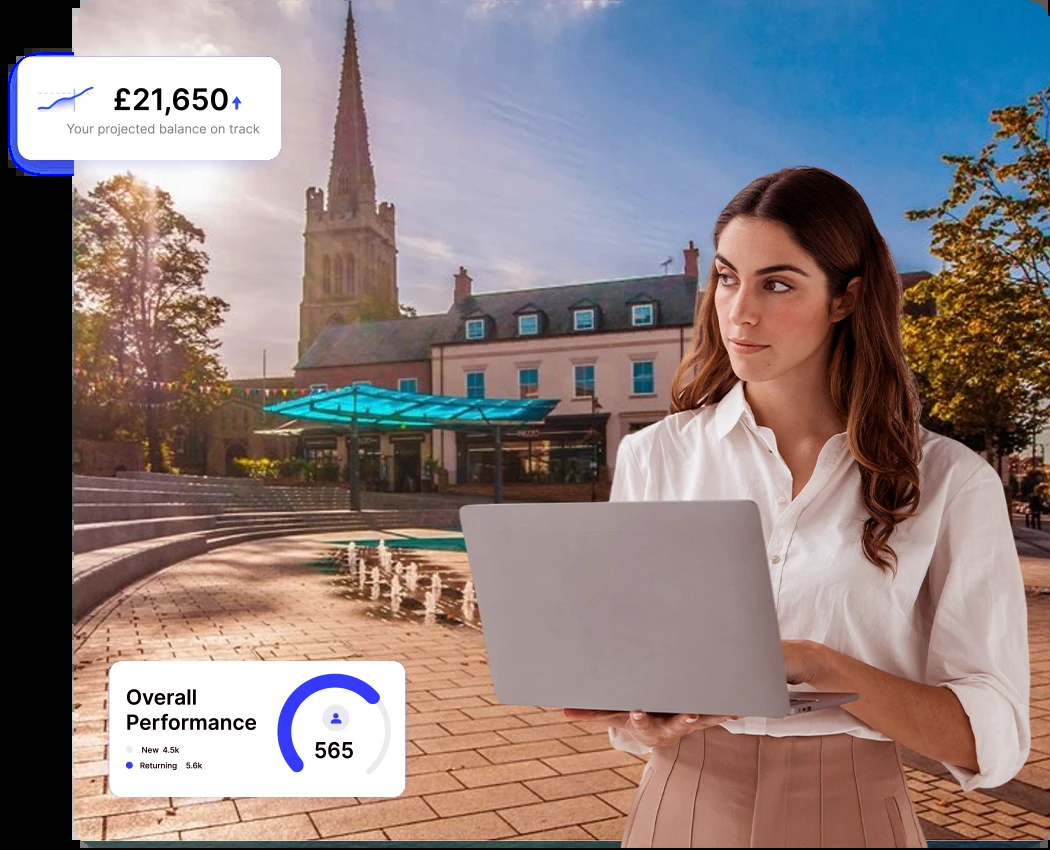 £21,650
Your projected balance on track
Overall
Performance
New 4.5k
Returning 5.6k
565